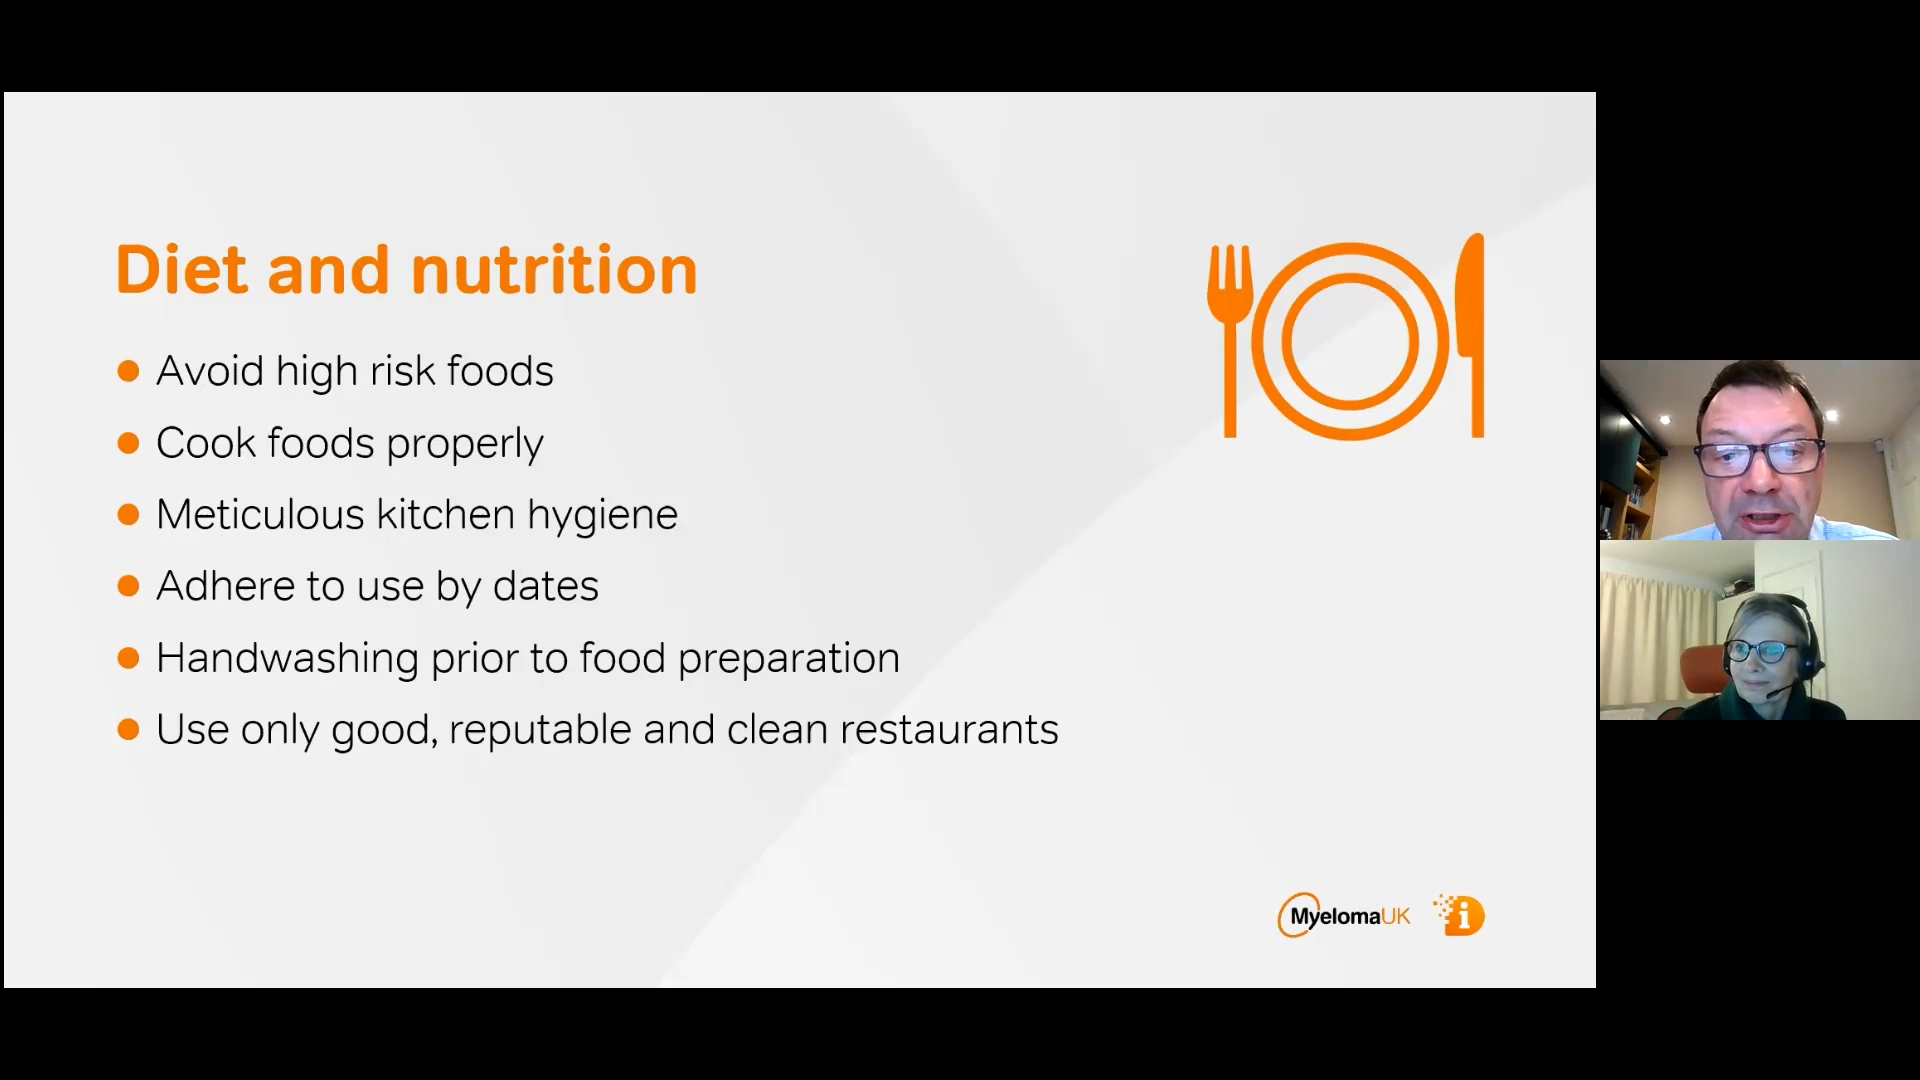 Diet and nutrition
Avoid high risk foods
Cook foods properly
Meticulous kitchen hygiene
Adhere to use by dates
Handwashing prior to food preparation
Use only good, reputable and clean restaurants
MyelomaUK
i